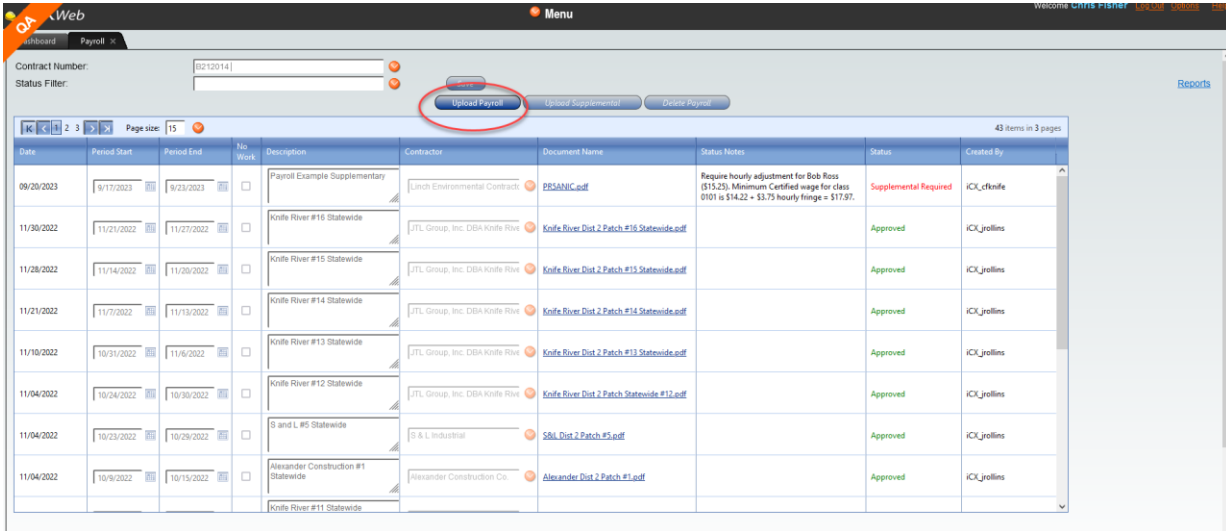 QA
Web
Menu
Welcome Chris Fisher Log Out Options
Dashboard Payroll
Contract Number: B212014
Status Filter:
Save
Reports
Upload Payroll Upload Supplemental Delete Payroll
1 2 3 Page size: 15 43 items in 3 pages
Date Period Start Period End No Work Description Contractor Document Name Status Notes Status Created By
09/20/2023 9/17/2023 9/23/2023 Payroll Example Supplementary Linch Environmental Contracto PR5ANIC.pdf Require hourly adjustment for Bob Ross
($15.25). Minimum Certified wage for class
0101 is $14.22 + $3.75 hourly fringe = $17.97. Supplemental Required iCX_cfknife
11/30/2022 11/21/2022 11/27/2022 Knife River #16 Statewide JTL Group, Inc. DBA Knife Rive Knife River Dist 2 Patch #16 Statewide.pdf Approved iCX_jrollins
11/28/2022 11/14/2022 11/20/2022 Knife River #15 Statewide JTL Group, Inc. DBA Knife Rive Knife River Dist 2 Patch #15 Statewide.pdf Approved iCX_jrollins
11/21/2022 11/7/2022 11/13/2022 Knife River #14 Statewide JTL Group, Inc. DBA Knife Rive Knife River Dist 2 Patch #14 Statewide.pdf Approved iCX_jrollins
11/10/2022 10/31/2022 11/6/2022 Knife River #13 Statewide JTL Group, Inc. DBA Knife Rive Knife River Dist 2 Patch #13 Statewide.pdf Approved iCX_jrollins
11/04/2022 10/24/2022 10/30/2022 Knife River #12 Statewide JTL Group, Inc. DBA Knife Rive Knife River Dist 2 Patch Statewide #12.pdf Approved iCX_jrollins
11/04/2022 10/23/2022 10/29/2022 S and L #5 Statewide S & L Industrial S&L Dist 2 Patch #5.pdf Approved iCX_jrollins
11/04/2022 10/9/2022 10/15/2022 Alexander Construction #1
Statewide Alexander Construction Co. Alexander Dist 2 Patch #1.pdf Approved iCX_jrollins
Knife River #11 Statewide